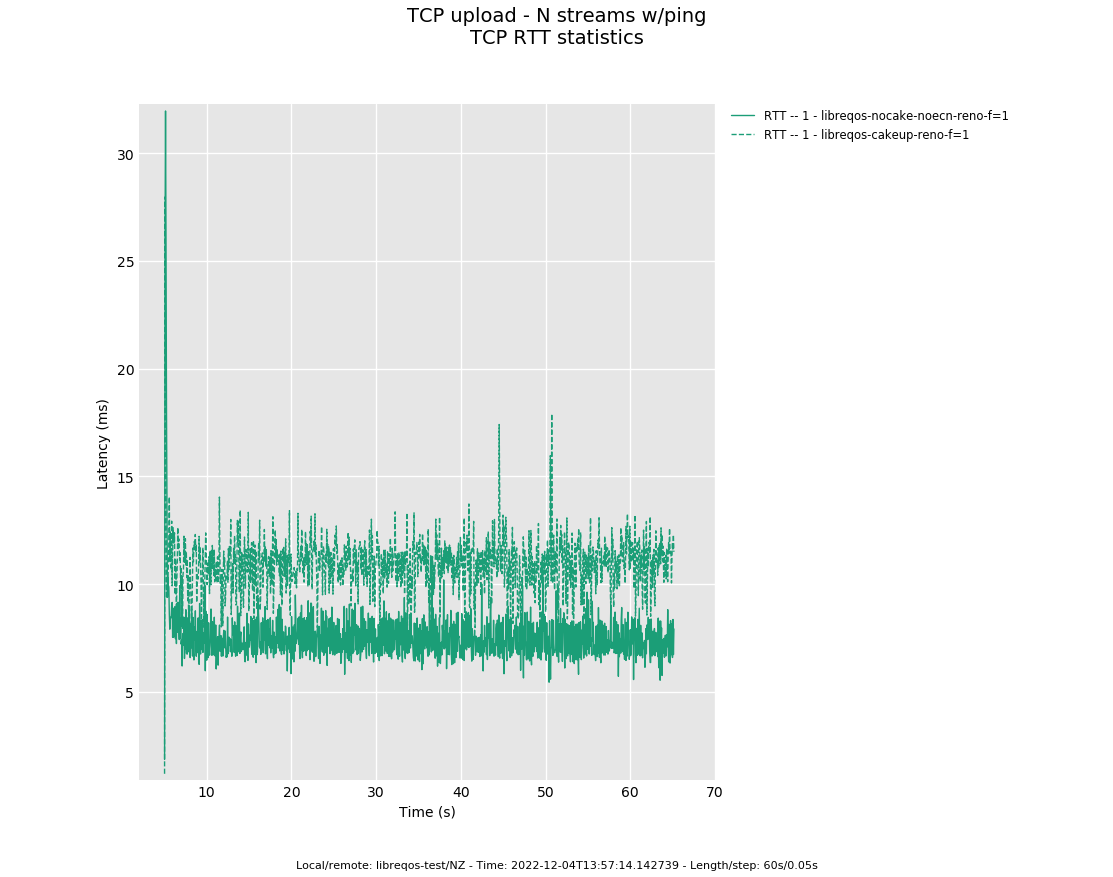 TCP upload - N streams w/ping
TCP RTT statistics
RTT -- 1 - libreqos-nocake-noecn-reno-f=1
RTT -- 1 - libreqos-cakeup-reno-f=1
30
25
20
15
10
5
Latency (ms)
10 20 30 40 50 60 70
Time (s)
Local/remote: libreqos-test/NZ - Time: 2022-12-04T13:57:14.142739 - Length/step: 60s/0.05s